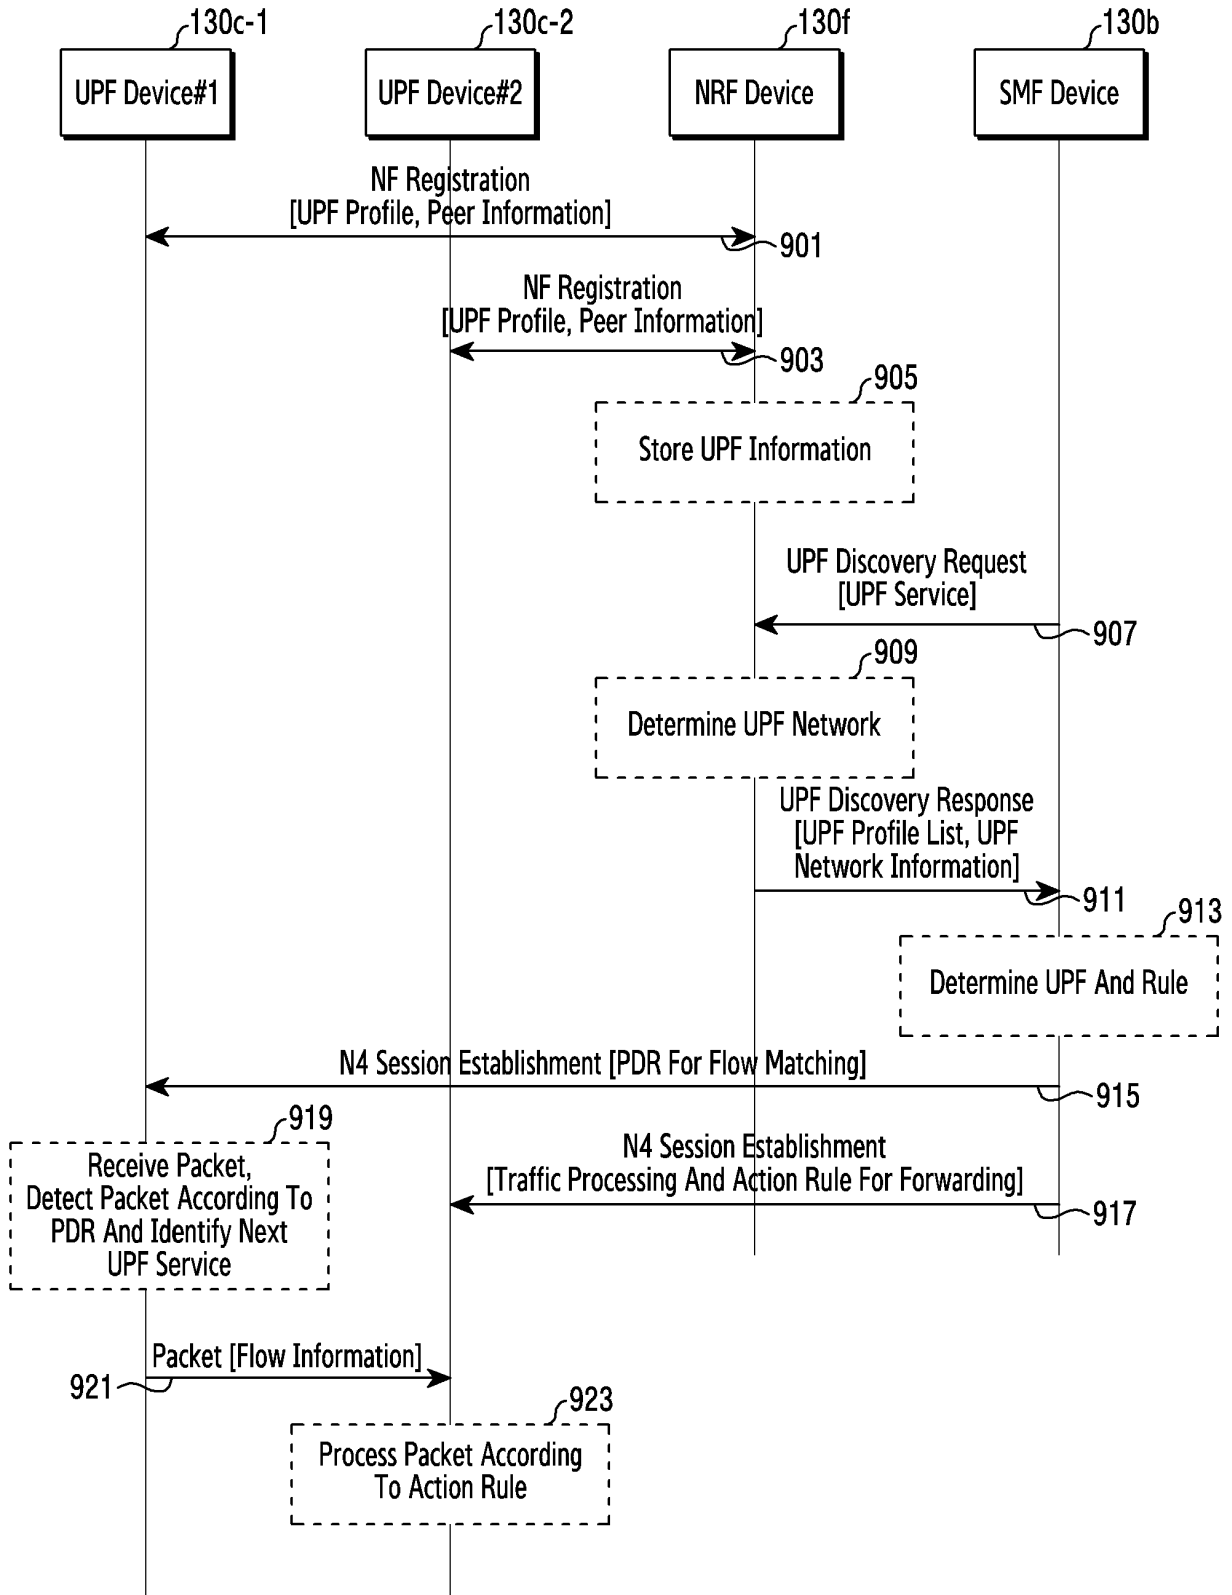 130c-1
130c-2
130f
130b
UPF Device#1
UPF Device#2
NRF Device
SMF Device
NF Registration
[UPF Profile, Peer Information]
901
NF Registration
[UPF Profile, Peer Information]
903
905
Store UPF Information
UPF Discovery Request
[UPF Service]
907
909
Determine UPF Network
UPF Discovery Response
[UPF Profile List, UPF
Network Information]
911
913
Determine UPF And Rule
N4 Session Establishment [PDR For Flow Matching]
915
919
Receive Packet,
Detect Packet According To
PDR And Identify Next
UPF Service
N4 Session Establishment
[Traffic Processing And Action Rule For Forwarding]
917
Packet [Flow Information]
921
923
Process Packet According
To Action Rule